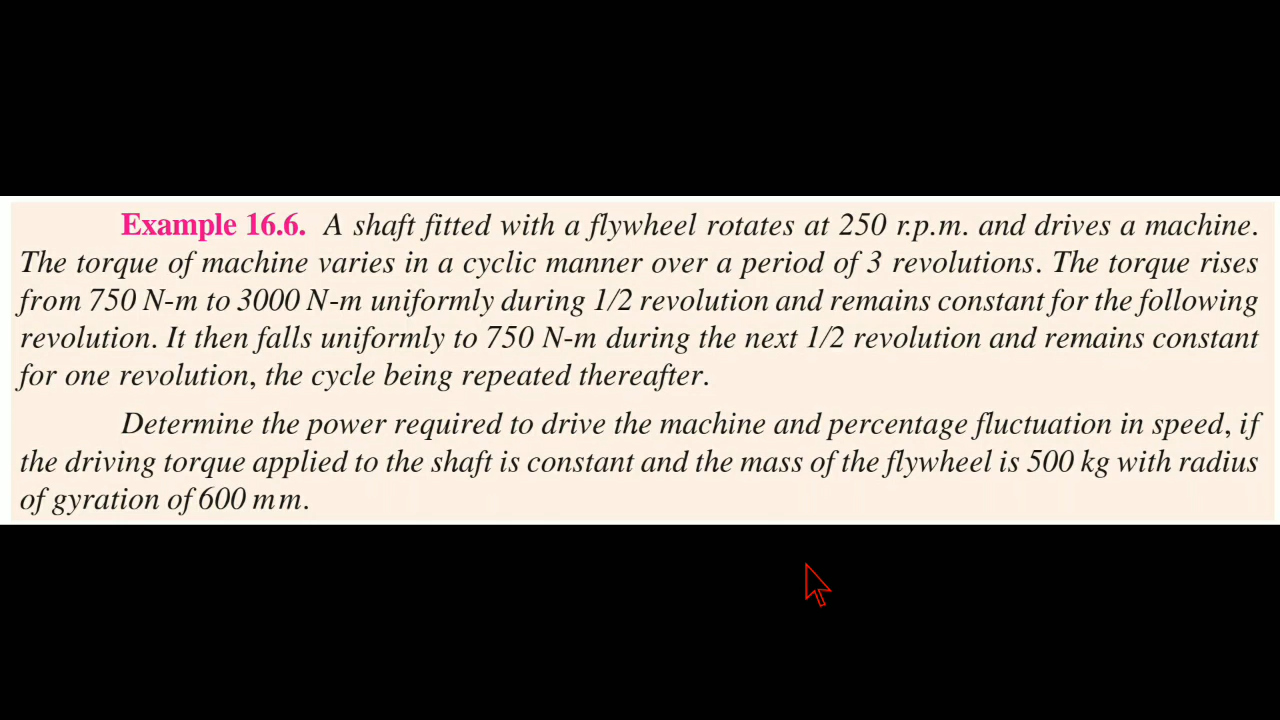 Example 16.6. A shaft fitted with a flywheel rotates at 250 r.p.m. and drives a machine.
The torque of machine varies in a cyclic manner over a period of 3 revolutions. The torque rises
from 750 N-m to 3000 N-m uniformly during 1/2 revolution and remains constant for the following
revolution. It then falls uniformly to 750 N-m during the next 1/2 revolution and remains constant
for one revolution, the cycle being repeated thereafter.
Determine the power required to drive the machine and percentage fluctuation in speed, if
the driving torque applied to the shaft is constant and the mass of the flywheel is 500 kg with radius
of gyration of 600 mm.